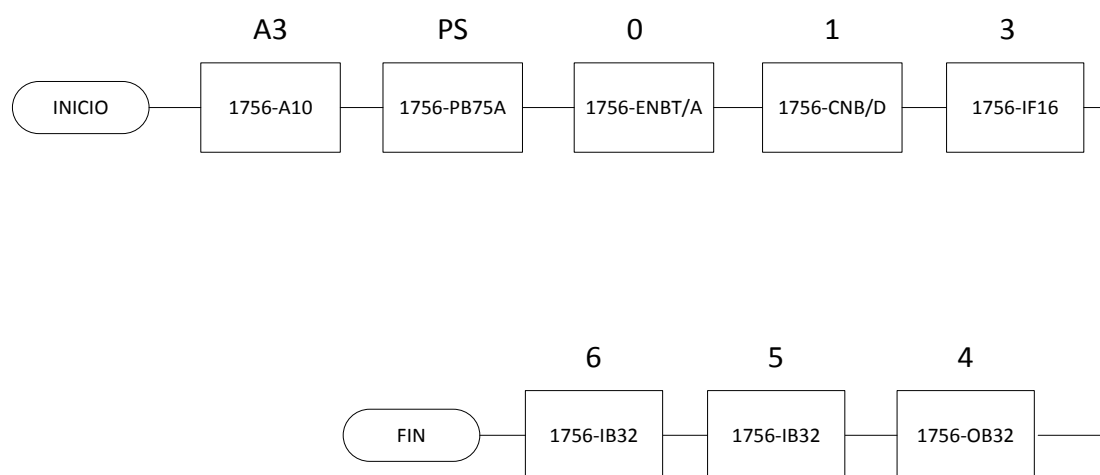 A3 PS 0 1 3
INICIO 1756-A10 1756-PB75A 1756-ENBT/A 1756-CNB/D 1756-IF16
6 5 4
FIN 1756-IB32 1756-IB32 1756-OB32